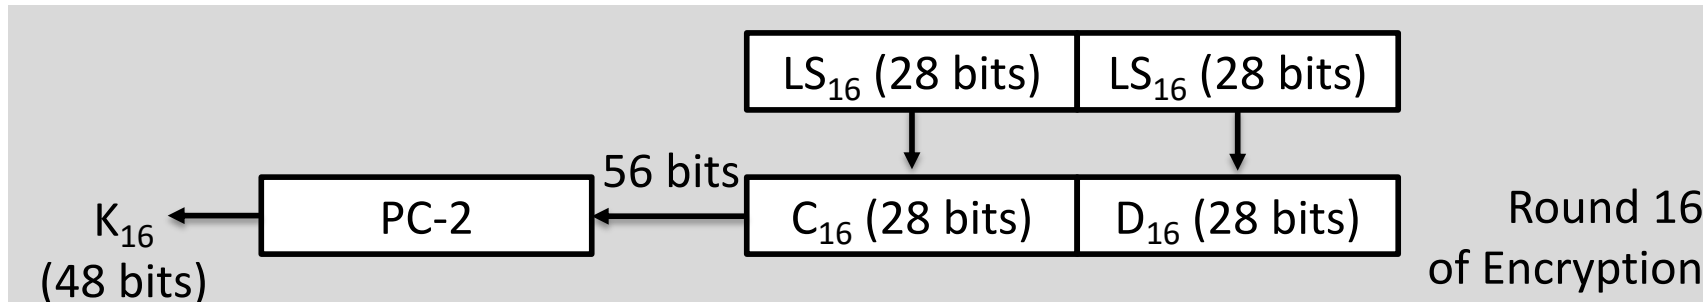 LS₁₆ (28 bits) LS₁₆ (28 bits)
56 bits
K₁₆
(48 bits)
PC-2
C₁₆ (28 bits) D₁₆ (28 bits)
Round 16
of Encryption